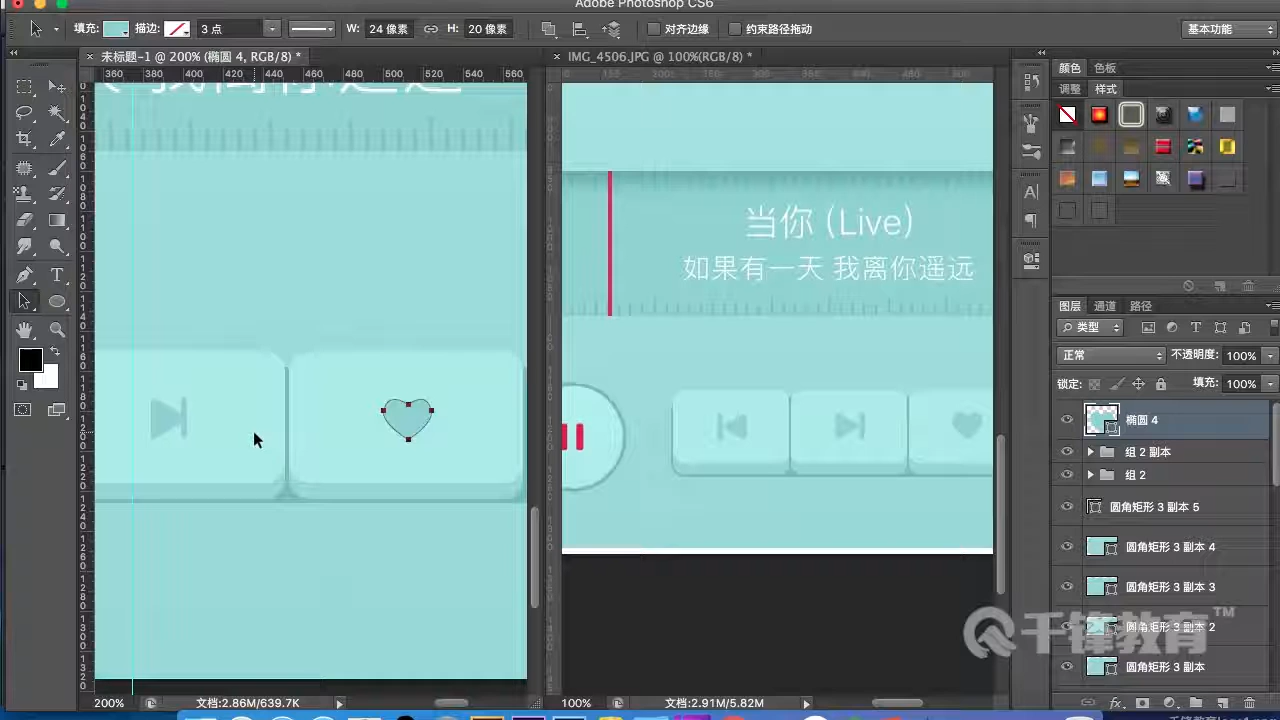 Adobe Photoshop CS6
填充: 描边: 3 点 W: 24 像素 H: 20 像素 对齐边缘 约束路径拖动 基本功能
× 未标题-1 @ 200% (椭圆 4, RGB/8) * × IMG_4506.JPG @ 100%(RGB/8) *
颜色 色板
调整 样式
360 380 400 420 440 460 480 500 520 540 560
当你 (Live)
如果有一天 我离你遥远
图层 通道 路径
类型
正常 不透明度: 100%
锁定: 填充: 100%
椭圆 4
组 2 副本
组 2
圆角矩形 3 副本 5
圆角矩形 3 副本 4
圆角矩形 3 副本 3
圆角矩形 3 副本 2
圆角矩形 3 副本
千锋教育™
200% 文档:2.86M/639.7K 100% 文档:2.91M/5.82M